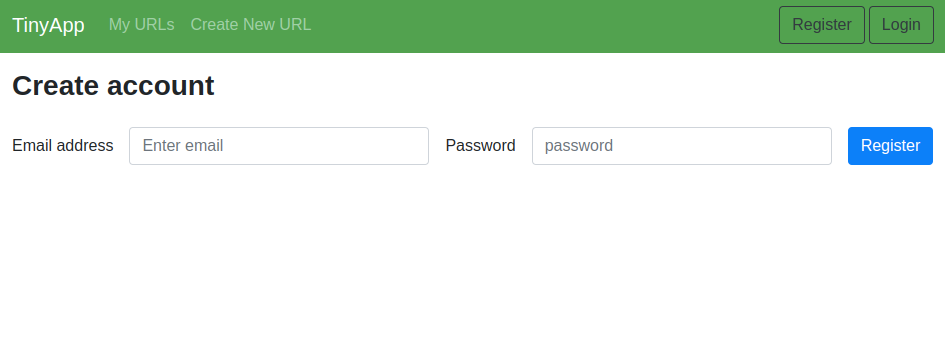 TinyApp My URLs Create New URL Register Login
Create account
Email address Enter email Password password Register